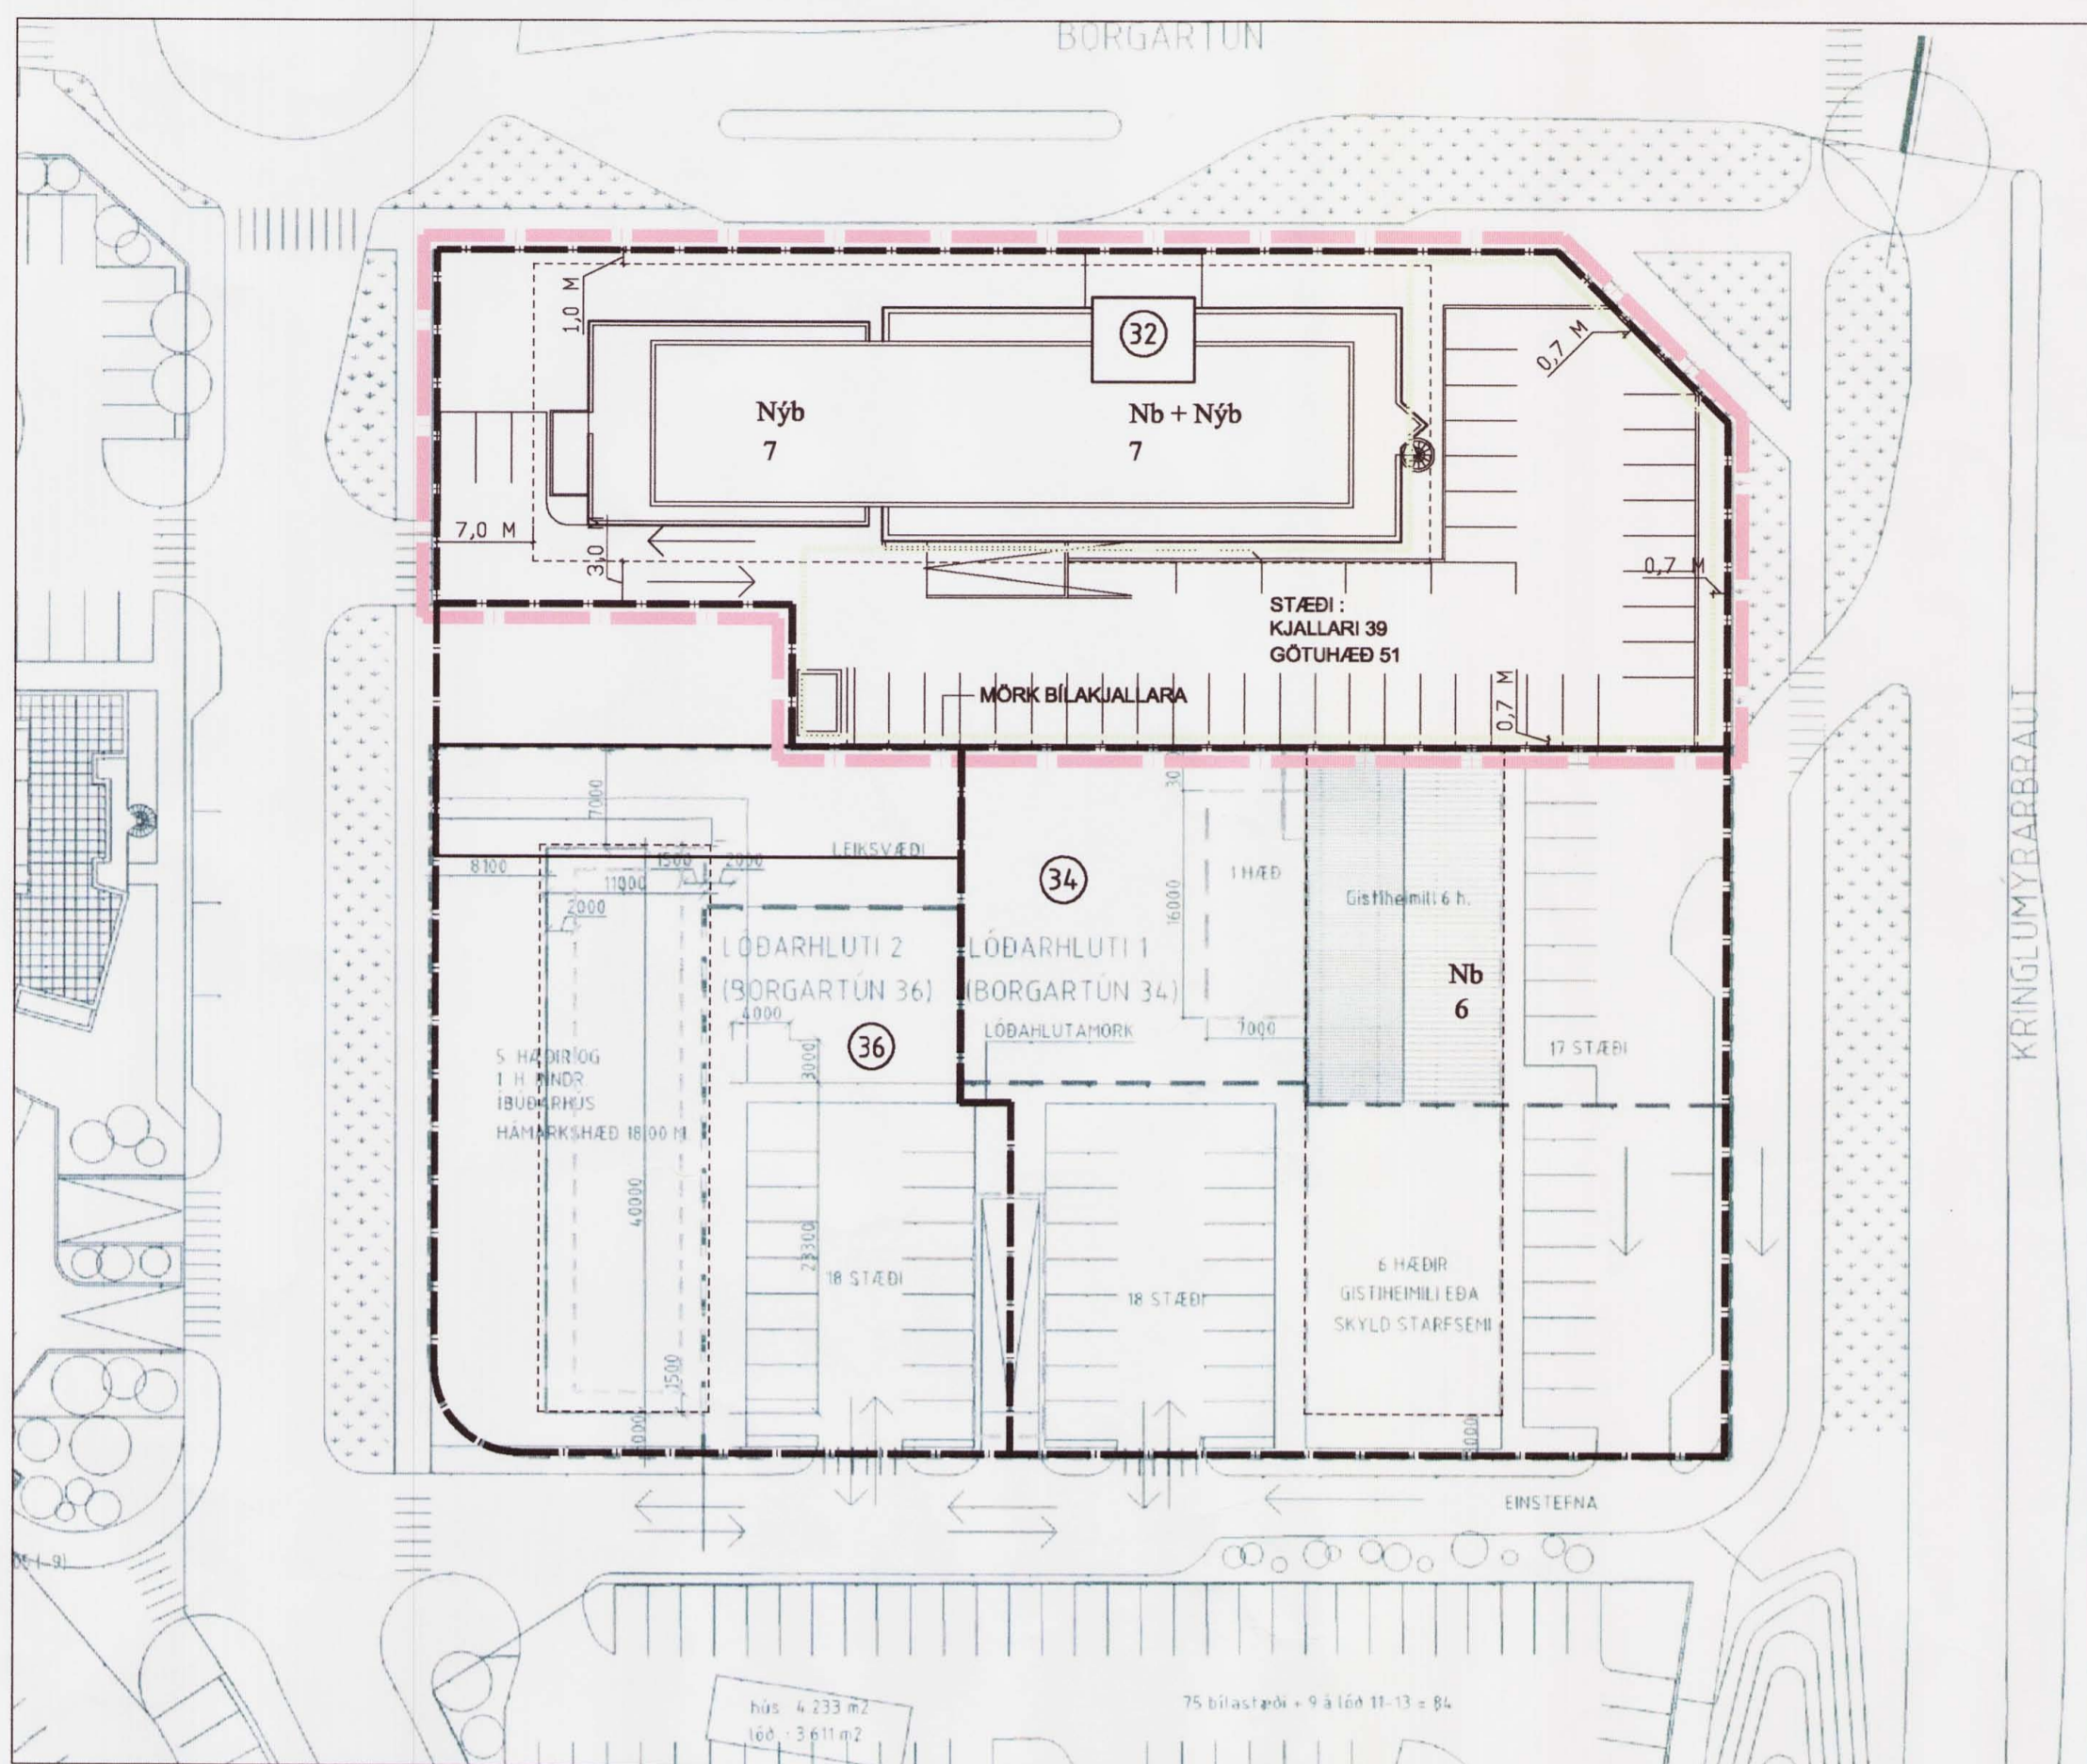 BORGARTÚN
1,0 M
32
0,7 M
Nýb
7
Nb + Nýb
7
7,0 M
3,0 M
0,7 M
STÆÐI :
KJALLARI 39
GÖTUHÆÐ 51
MÖRK BÍLAKJALLARA
0,7 M
KRINGLUMÝRARBRAUT
7000
30
LEIKSVÆÐI
8100
1500
2000
11000
2000
34
1 HÆÐ
16000
Gistiheimili 6 h.
LÓÐARHLUTI 2
(BORGARTÚN 36)
LÓÐARHLUTI 1
(BORGARTÚN 34)
Nb
6
4000
LÓÐAHLUTAMÖRK
7000
36
3000
17 STÆÐI
5 HÆÐIR OG
1 H INNDR.
ÍBÚÐARHÚS
HÁMARKSHÆÐ 18.00 M.
40000
23300
18 STÆÐI
18 STÆÐI
6 HÆÐIR
GISTIHEIMILI EÐA
SKYLD STARFSEMI
1500
EINSTEFNA
hús 4.233 m2
lóð : 3.611 m2
75 bílastæði + 9 á lóð 11-13 = 84